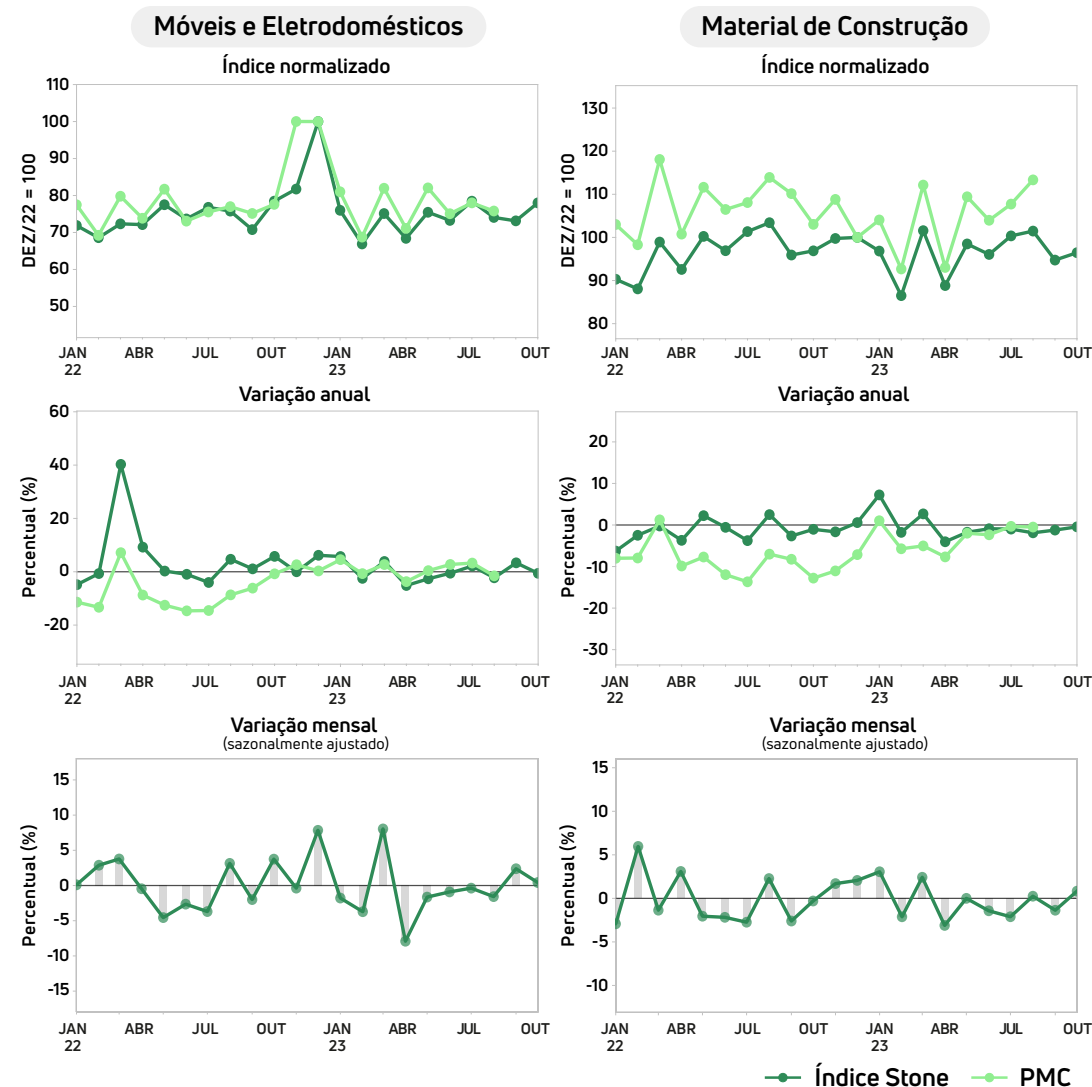 Móveis e Eletrodomésticos
Índice normalizado
DEZ/22 = 100
110
100
90
80
70
60
50
JAN ABR JUL OUT JAN ABR JUL OUT
22 23
Variação anual
Percentual (%)
60
40
20
0
-20
JAN ABR JUL OUT JAN ABR JUL OUT
22 23
Variação mensal
(sazonalmente ajustado)
Percentual (%)
15
10
5
0
-5
-10
-15
JAN ABR JUL OUT JAN ABR JUL OUT
22 23
Material de Construção
Índice normalizado
DEZ/22 = 100
130
120
110
100
90
80
JAN ABR JUL OUT JAN ABR JUL OUT
22 23
Variação anual
Percentual (%)
20
10
0
-10
-20
-30
JAN ABR JUL OUT JAN ABR JUL OUT
22 23
Variação mensal
(sazonalmente ajustado)
Percentual (%)
15
10
5
0
-5
-10
JAN ABR JUL OUT JAN ABR JUL OUT
22 23
Índice Stone PMC